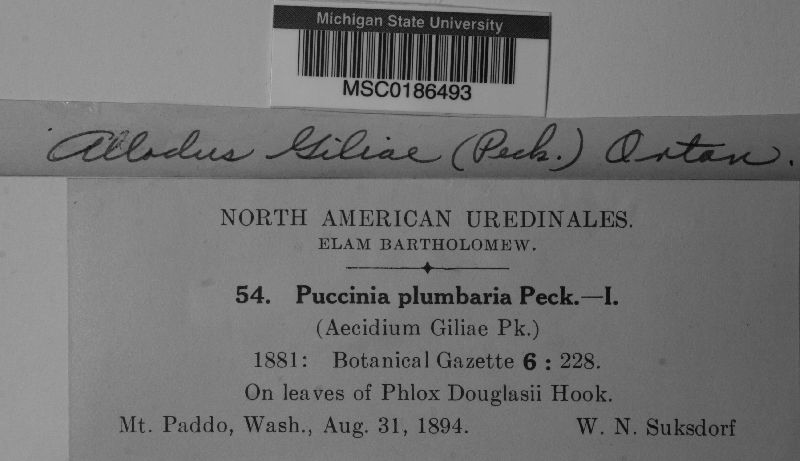 Michigan State University
MSC0186493
Allodus Giliae (Peck.) Orton.
NORTH AMERICAN UREDINALES.
ELAM BARTHOLOMEW.
54. Puccinia plumbaria Peck.—I.
(Aecidium Giliae Pk.)
1881: Botanical Gazette 6 : 228.
On leaves of Phlox Douglasii Hook.
Mt. Paddo, Wash., Aug. 31, 1894. W. N. Suksdorf